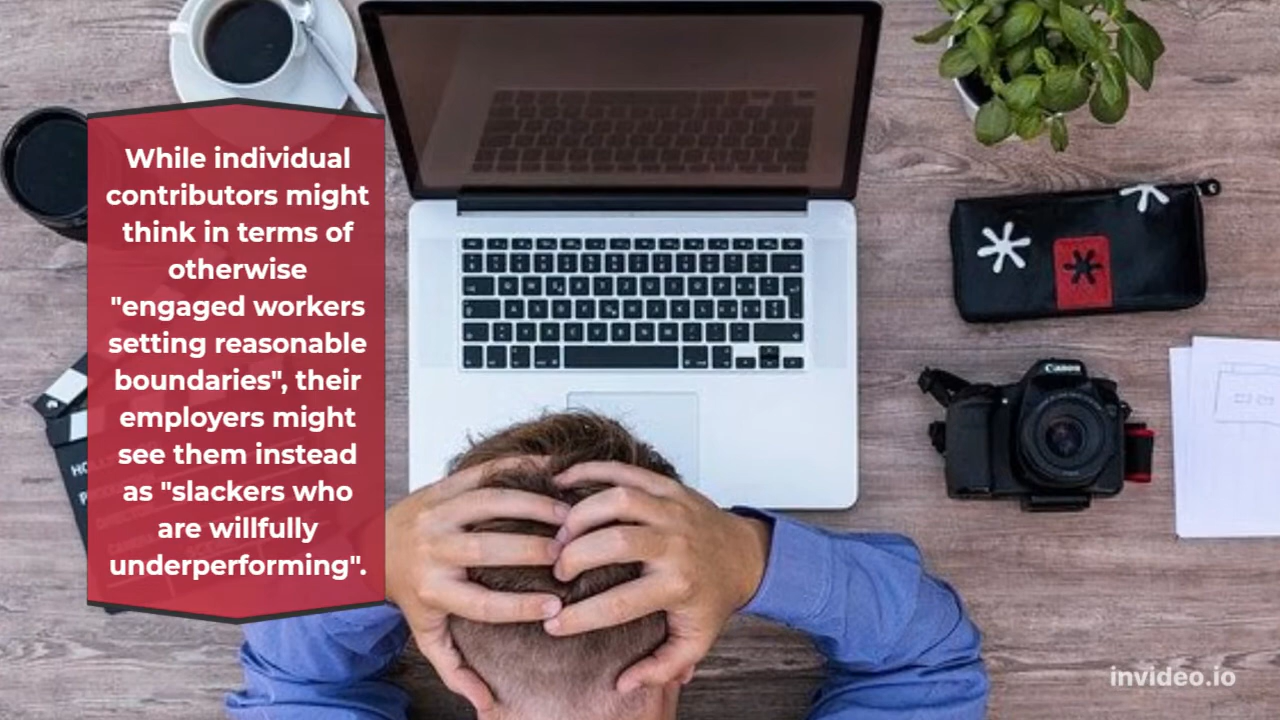 While individual
contributors might
think in terms of
otherwise
"engaged workers
setting reasonable
boundaries", their
employers might
see them instead
as "slackers who
are willfully
underperforming".
Canon
invideo.io